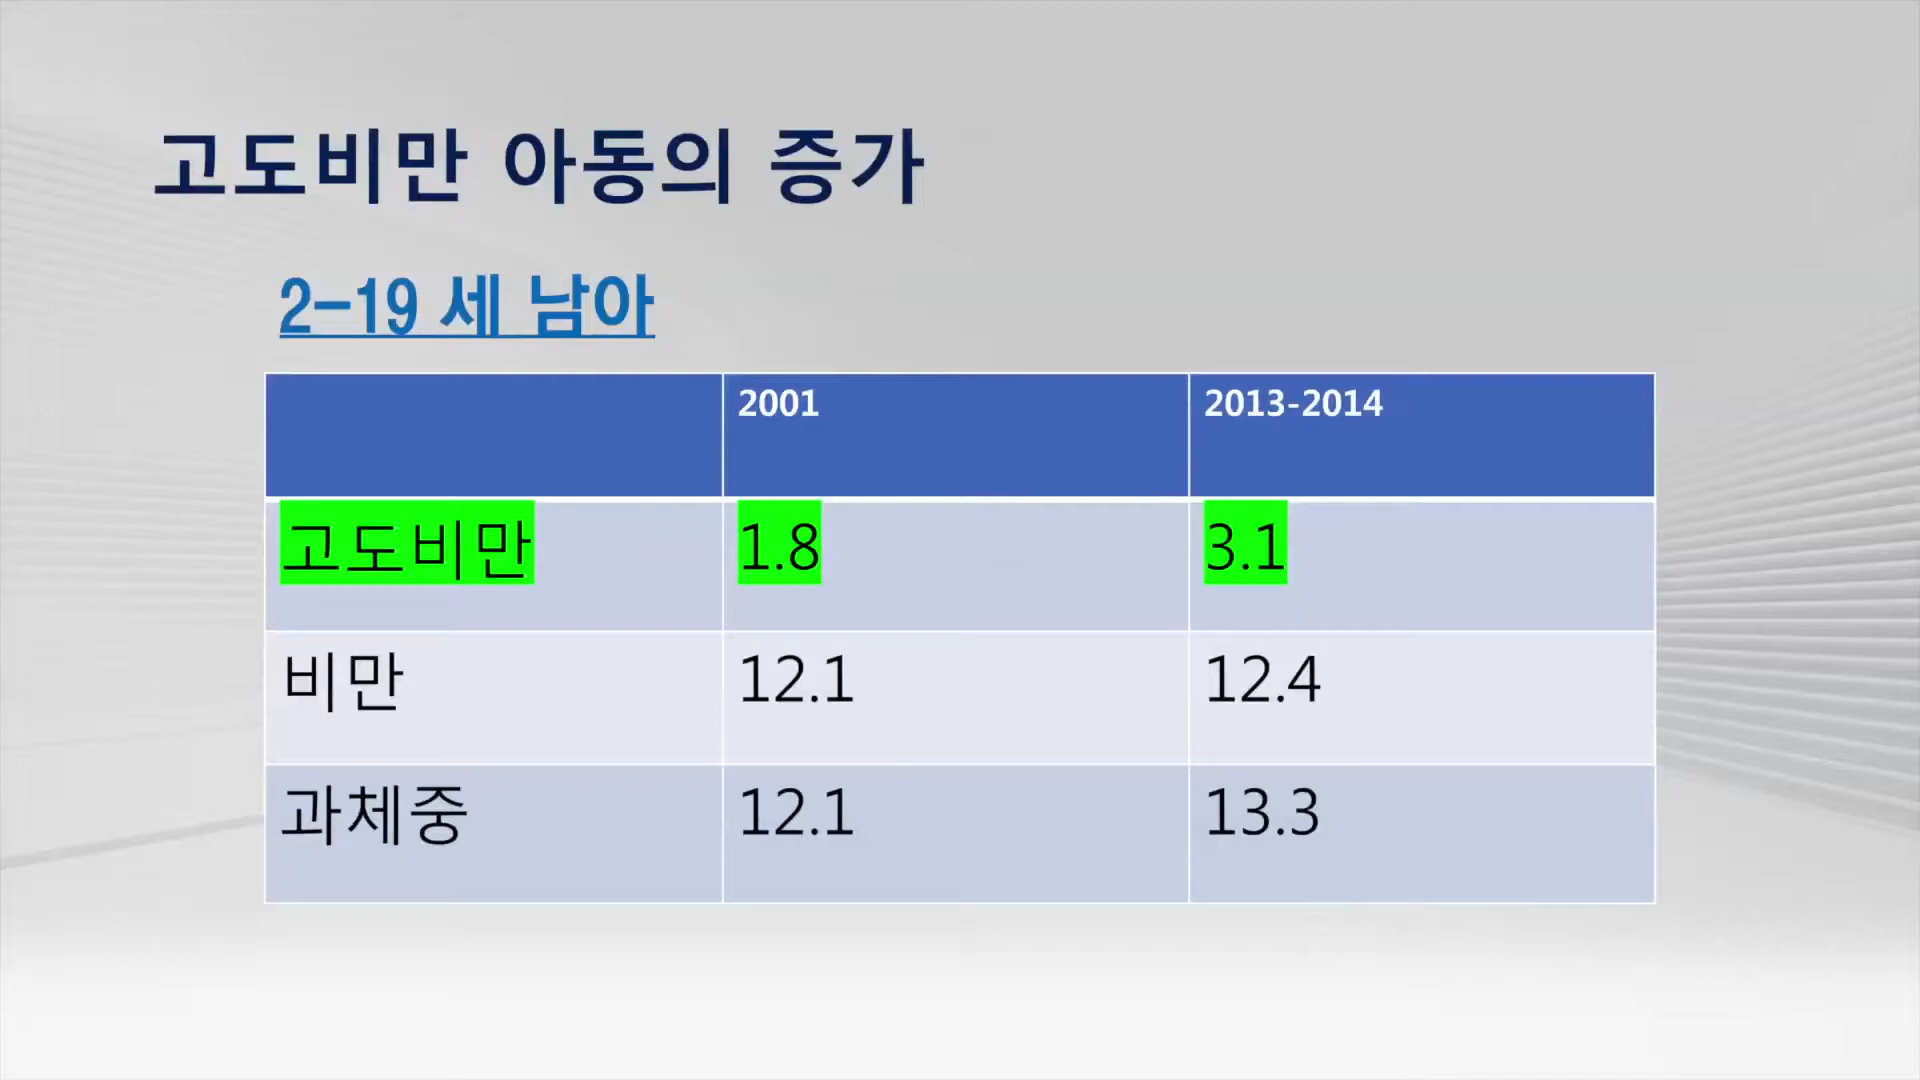 고도비만 아동의 증가
2-19 세 남아
2001 2013-2014
고도비만 1.8 3.1
비만 12.1 12.4
과체중 12.1 13.3